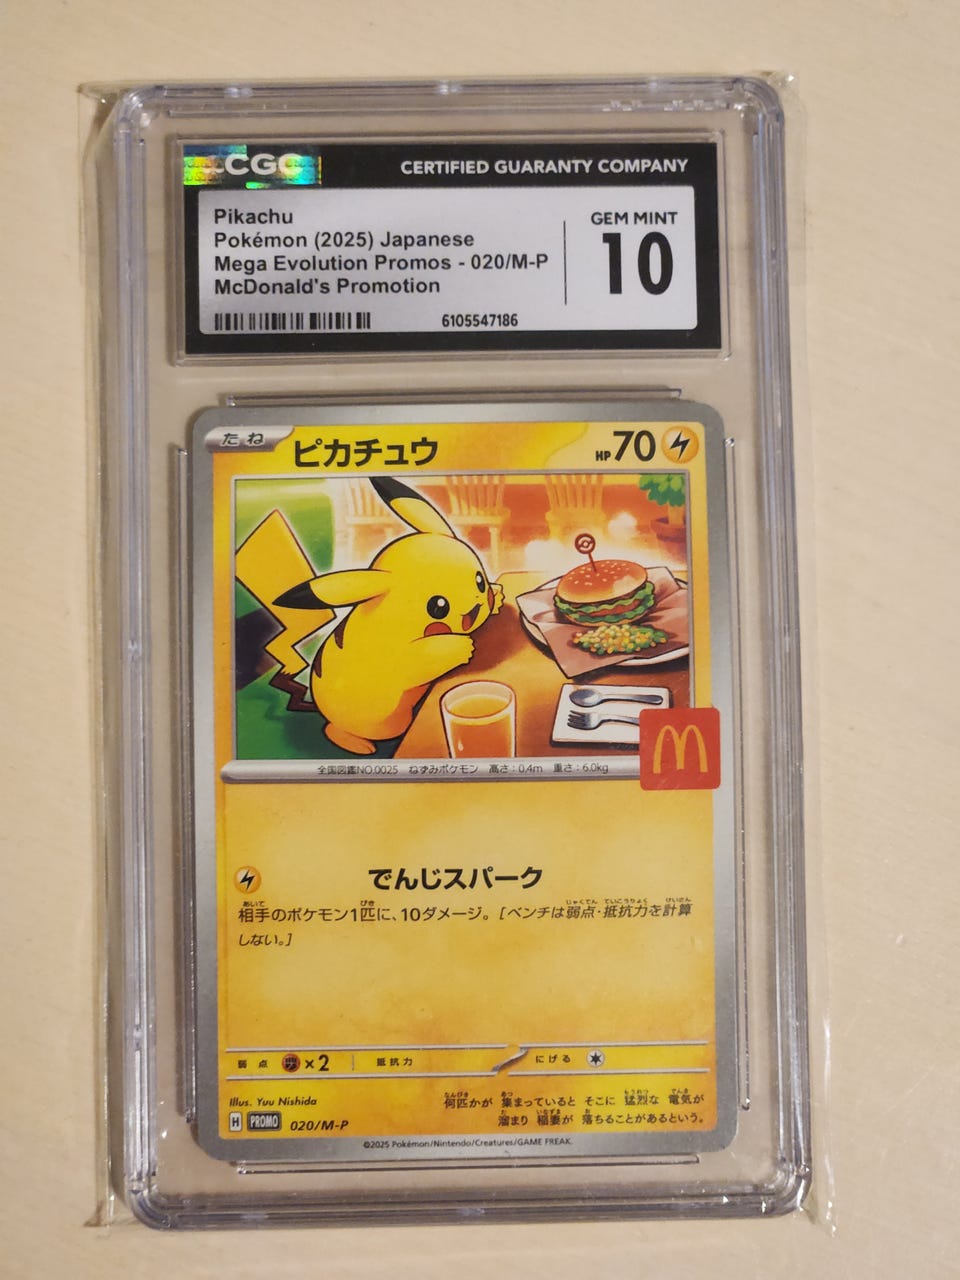 CGC
CERTIFIED GUARANTY COMPANY
Pikachu
Pokémon (2025) Japanese
Mega Evolution Promos - 020/M-P
McDonald's Promotion
6105547186
GEM MINT
10
たね
ピカチュウ
HP 70
全国図鑑NO.0025 ねずみポケモン 高さ:0.4m 重さ:6.0kg
でんじスパーク
相手のポケモン1匹に、10ダメージ。[ベンチは弱点・抵抗力を計算
しない。]
弱点 ×2 抵抗力 にげる
Illus. Yuu Nishida
H PROMO 020/M-P
何匹かが 集まっていると そこに 猛烈な 電気が
溜まり 稲妻が 落ちることがあるという。
©2025 Pokémon/Nintendo/Creatures/GAME FREAK.